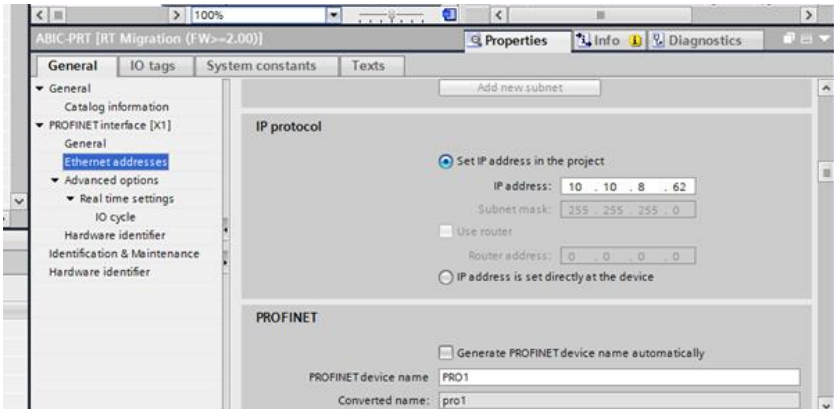 100%
ABIC-PRT [RT Migration (FW>=2.00)]
Properties
Info
Diagnostics
General
IO tags
System constants
Texts
General
Catalog information
PROFINET interface [X1]
General
Ethernet addresses
Advanced options
Real time settings
IO cycle
Hardware identifier
Identification & Maintenance
Hardware identifier
Add new subnet
IP protocol
Set IP address in the project
IP address: 10 . 10 . 8 . 62
Subnet mask: 255 . 255 . 255 . 0
Use router
Router address: 0 . 0 . 0 . 0
IP address is set directly at the device
PROFINET
Generate PROFINET device name automatically
PROFINET device name PRO1
Converted name: pro1